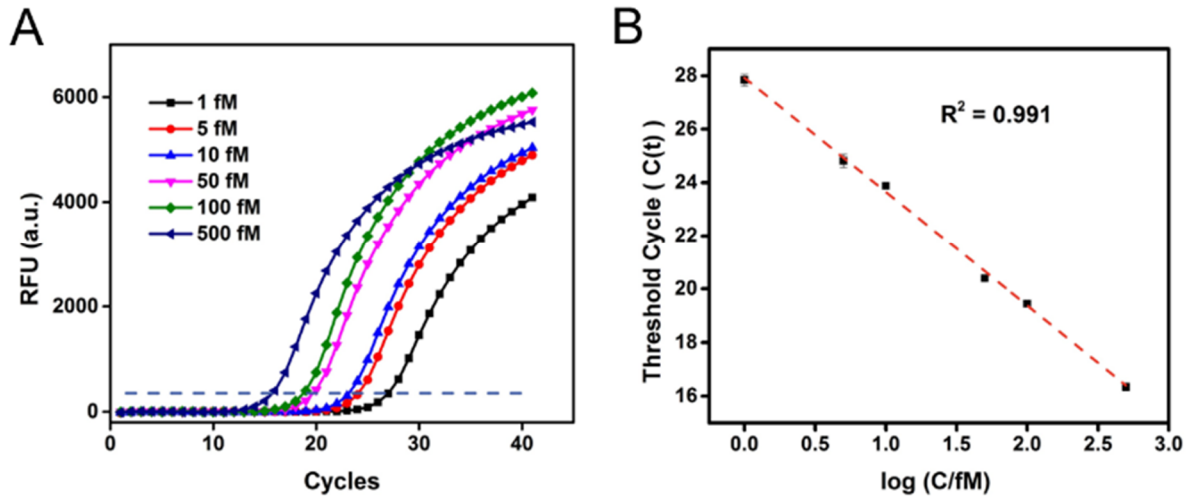 A
RFU (a.u.)
6000
4000
2000
0
1 fM
5 fM
10 fM
50 fM
100 fM
500 fM
0 10 20 30 40
Cycles
B
Threshold Cycle ( C(t) )
28
26
24
22
20
18
16
R² = 0.991
0.0 0.5 1.0 1.5 2.0 2.5 3.0
log (C/fM)